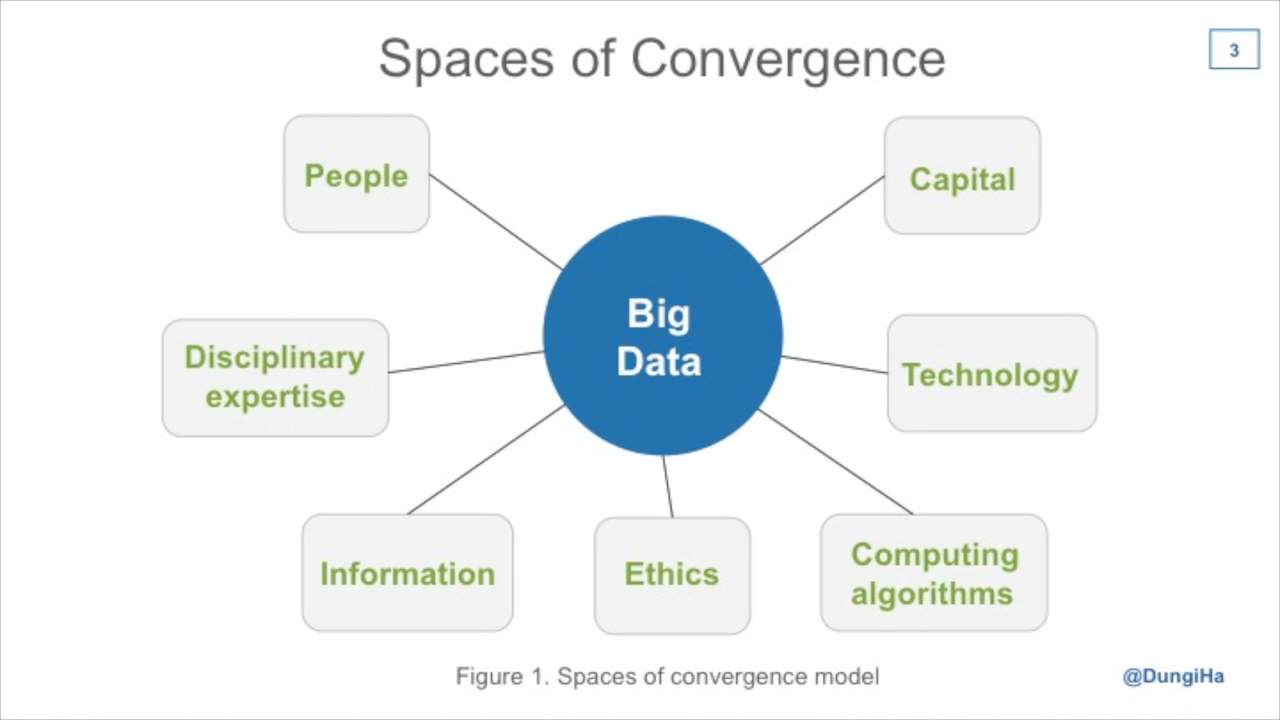 Spaces of Convergence
3
People
Capital
Big
Data
Disciplinary
expertise
Technology
Information
Ethics
Computing
algorithms
Figure 1. Spaces of convergence model
@DungiHa